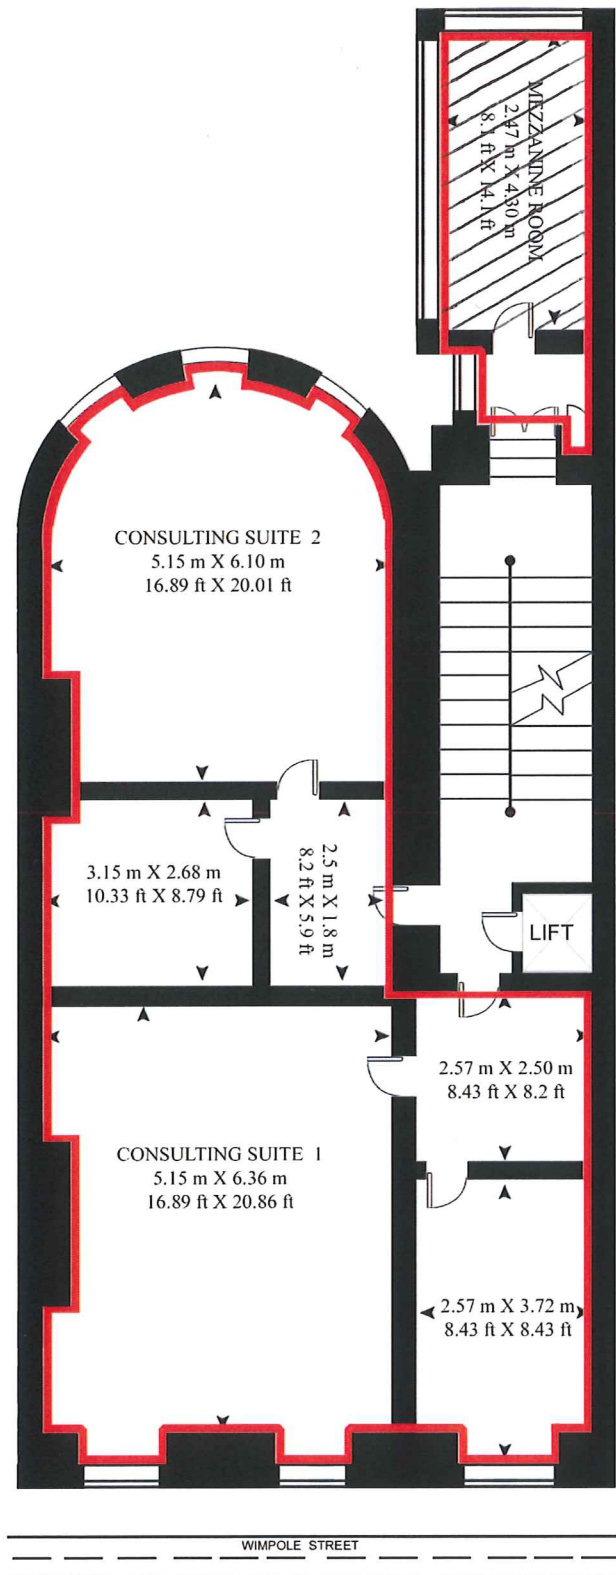 MEZZANINE ROOM
2.47 m X 4.30 m
8.1 ft X 14.1 ft
CONSULTING SUITE 2
5.15 m X 6.10 m
16.89 ft X 20.01 ft
3.15 m X 2.68 m
10.33 ft X 8.79 ft
2.5 m X 1.8 m
8.2 ft X 5.9 ft
LIFT
2.57 m X 2.50 m
8.43 ft X 8.2 ft
CONSULTING SUITE 1
5.15 m X 6.36 m
16.89 ft X 20.86 ft
2.57 m X 3.72 m
8.43 ft X 8.43 ft
WIMPOLE STREET